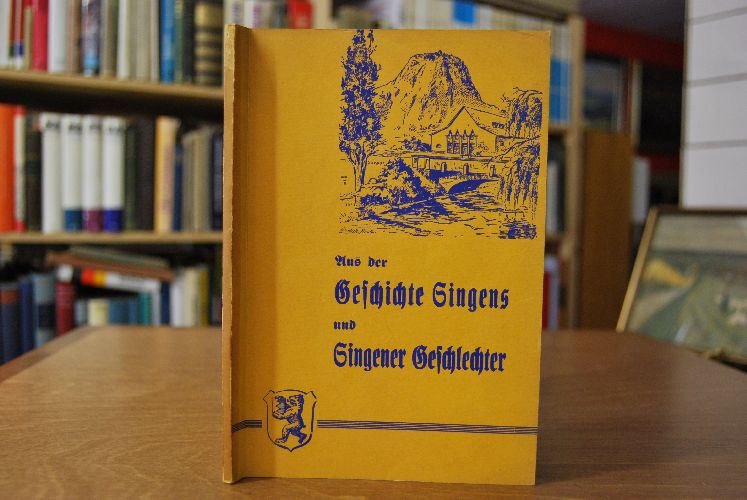 Aus der
Geschichte Singens
und
Singener Geschlechter